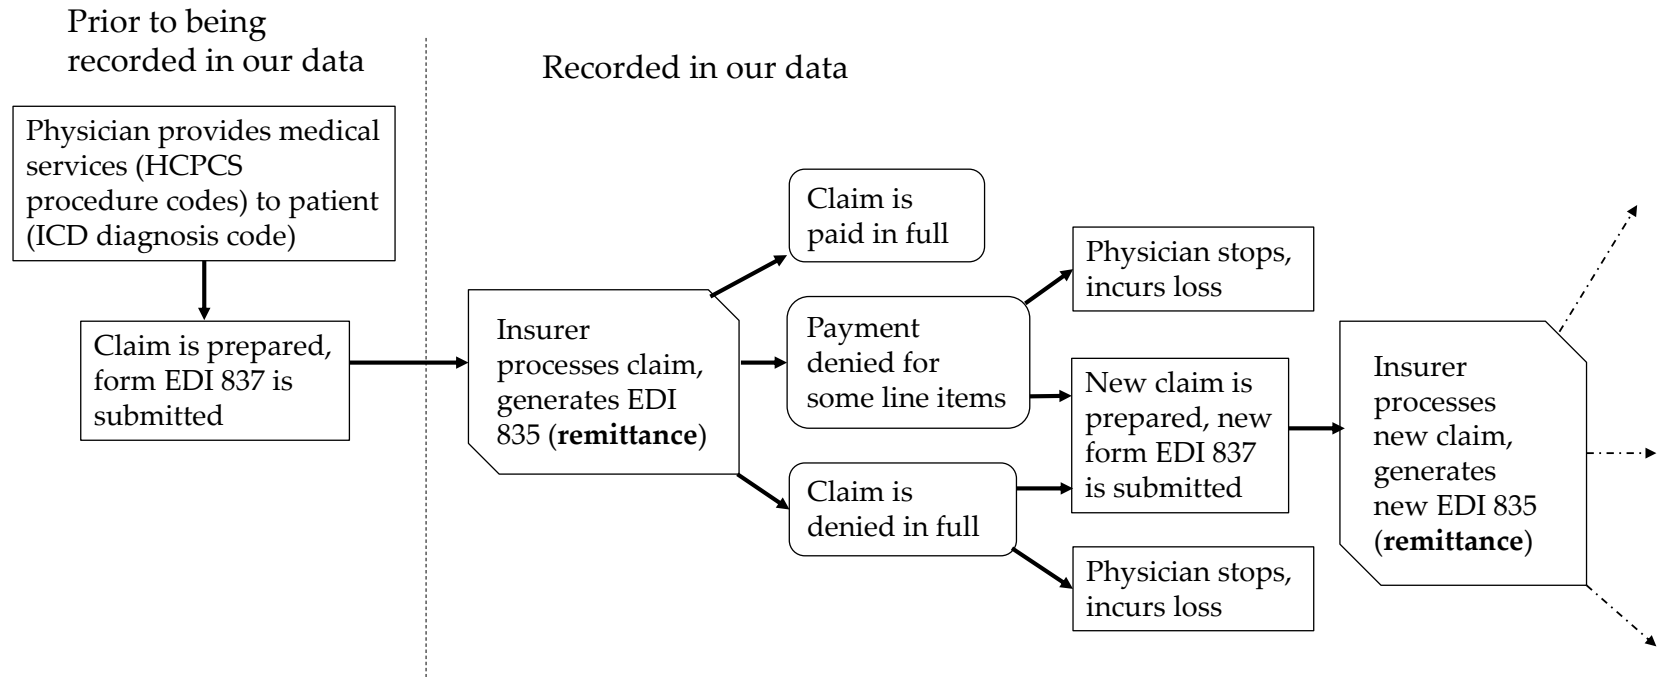 Prior to being
recorded in our data
Recorded in our data
Physician provides medical
services (HCPCS
procedure codes) to patient
(ICD diagnosis code)
Claim is prepared,
form EDI 837 is
submitted
Insurer
processes claim,
generates EDI
835 (remittance)
Claim is
paid in full
Payment
denied for
some line items
Claim is
denied in full
Physician stops,
incurs loss
New claim is
prepared, new
form EDI 837
is submitted
Physician stops,
incurs loss
Insurer
processes
new claim,
generates
new EDI 835
(remittance)